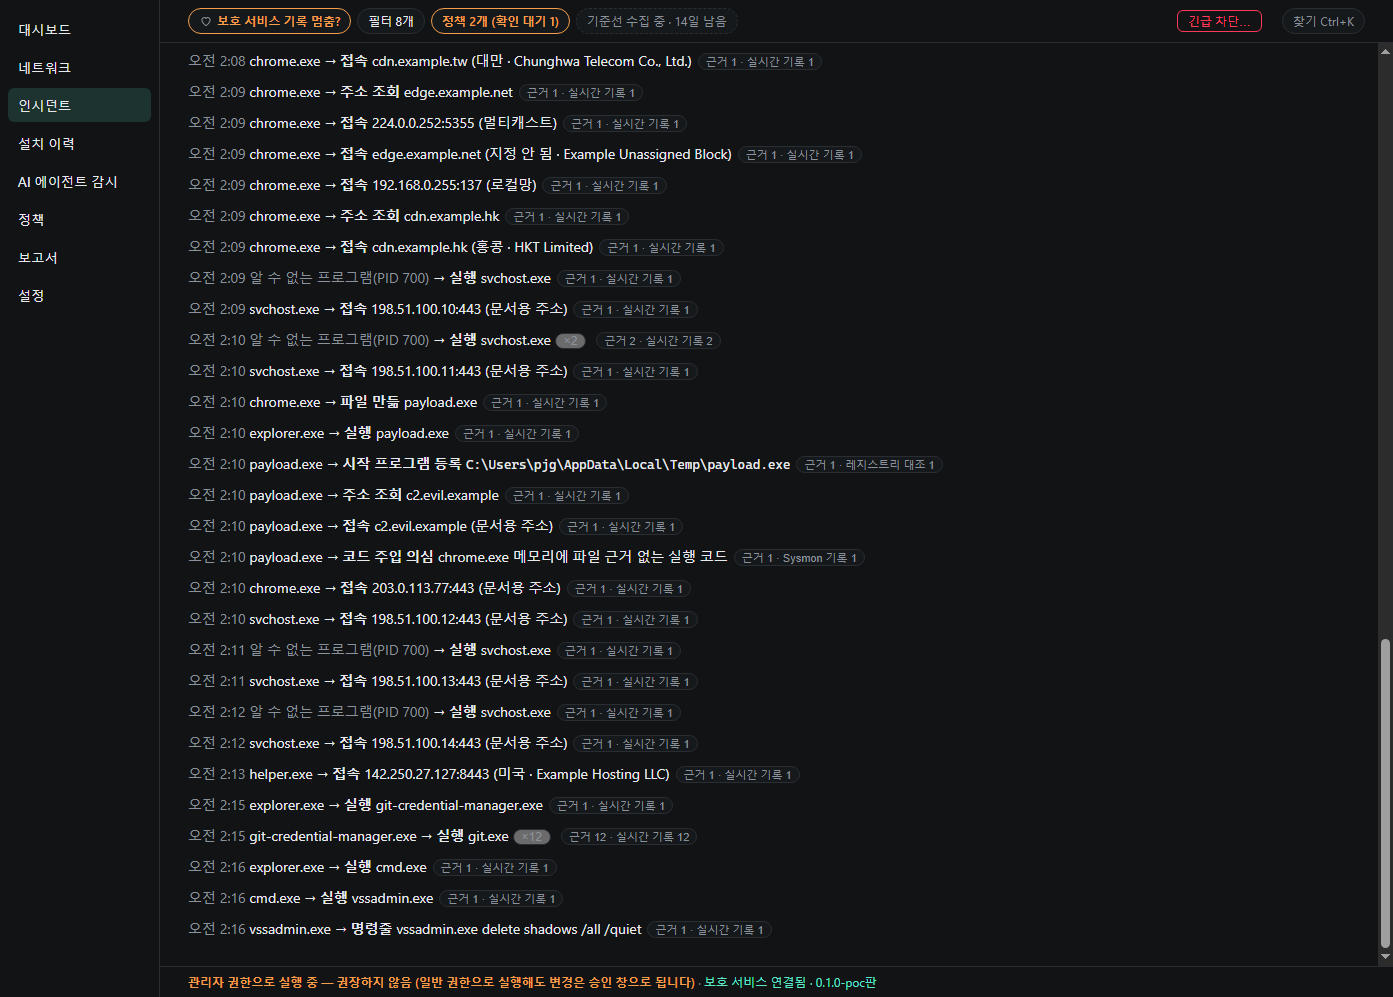 ♡ 보호 서비스 기록 멈춤? 필터 8개 정책 2개 (확인 대기 1) 기준선 수집 중 · 14일 남음 긴급 차단... 찾기 Ctrl+K
대시보드
네트워크
인시던트
설치 이력
AI 에이전트 감시
정책
보고서
설정
오전 2:08 chrome.exe → 접속 cdn.example.tw (대만 · Chunghwa Telecom Co., Ltd.) 근거 1 · 실시간 기록 1
오전 2:09 chrome.exe → 주소 조회 edge.example.net 근거 1 · 실시간 기록 1
오전 2:09 chrome.exe → 접속 224.0.0.252:5355 (멀티캐스트) 근거 1 · 실시간 기록 1
오전 2:09 chrome.exe → 접속 edge.example.net (지정 안 됨 · Example Unassigned Block) 근거 1 · 실시간 기록 1
오전 2:09 chrome.exe → 접속 192.168.0.255:137 (로컬망) 근거 1 · 실시간 기록 1
오전 2:09 chrome.exe → 주소 조회 cdn.example.hk 근거 1 · 실시간 기록 1
오전 2:09 chrome.exe → 접속 cdn.example.hk (홍콩 · HKT Limited) 근거 1 · 실시간 기록 1
오전 2:09 알 수 없는 프로그램(PID 700) → 실행 svchost.exe 근거 1 · 실시간 기록 1
오전 2:09 svchost.exe → 접속 198.51.100.10:443 (문서용 주소) 근거 1 · 실시간 기록 1
오전 2:10 알 수 없는 프로그램(PID 700) → 실행 svchost.exe ×2 근거 2 · 실시간 기록 2
오전 2:10 svchost.exe → 접속 198.51.100.11:443 (문서용 주소) 근거 1 · 실시간 기록 1
오전 2:10 chrome.exe → 파일 만듦 payload.exe 근거 1 · 실시간 기록 1
오전 2:10 explorer.exe → 실행 payload.exe 근거 1 · 실시간 기록 1
오전 2:10 payload.exe → 시작 프로그램 등록 C:\Users\pjg\AppData\Local\Temp\payload.exe 근거 1 · 레지스트리 대조 1
오전 2:10 payload.exe → 주소 조회 c2.evil.example 근거 1 · 실시간 기록 1
오전 2:10 payload.exe → 접속 c2.evil.example (문서용 주소) 근거 1 · 실시간 기록 1
오전 2:10 payload.exe → 코드 주입 의심 chrome.exe 메모리에 파일 근거 없는 실행 코드 근거 1 · Sysmon 기록 1
오전 2:10 chrome.exe → 접속 203.0.113.77:443 (문서용 주소) 근거 1 · 실시간 기록 1
오전 2:10 svchost.exe → 접속 198.51.100.12:443 (문서용 주소) 근거 1 · 실시간 기록 1
오전 2:11 알 수 없는 프로그램(PID 700) → 실행 svchost.exe 근거 1 · 실시간 기록 1
오전 2:11 svchost.exe → 접속 198.51.100.13:443 (문서용 주소) 근거 1 · 실시간 기록 1
오전 2:12 알 수 없는 프로그램(PID 700) → 실행 svchost.exe 근거 1 · 실시간 기록 1
오전 2:12 svchost.exe → 접속 198.51.100.14:443 (문서용 주소) 근거 1 · 실시간 기록 1
오전 2:13 helper.exe → 접속 142.250.27.127:8443 (미국 · Example Hosting LLC) 근거 1 · 실시간 기록 1
오전 2:15 explorer.exe → 실행 git-credential-manager.exe 근거 1 · 실시간 기록 1
오전 2:15 git-credential-manager.exe → 실행 git.exe ×12 근거 12 · 실시간 기록 12
오전 2:16 explorer.exe → 실행 cmd.exe 근거 1 · 실시간 기록 1
오전 2:16 cmd.exe → 실행 vssadmin.exe 근거 1 · 실시간 기록 1
오전 2:16 vssadmin.exe → 명령줄 vssadmin.exe delete shadows /all /quiet 근거 1 · 실시간 기록 1
관리자 권한으로 실행 중 — 권장하지 않음 (일반 권한으로 실행해도 변경은 승인 창으로 됩니다) · 보호 서비스 연결됨 · 0.1.0-poc판